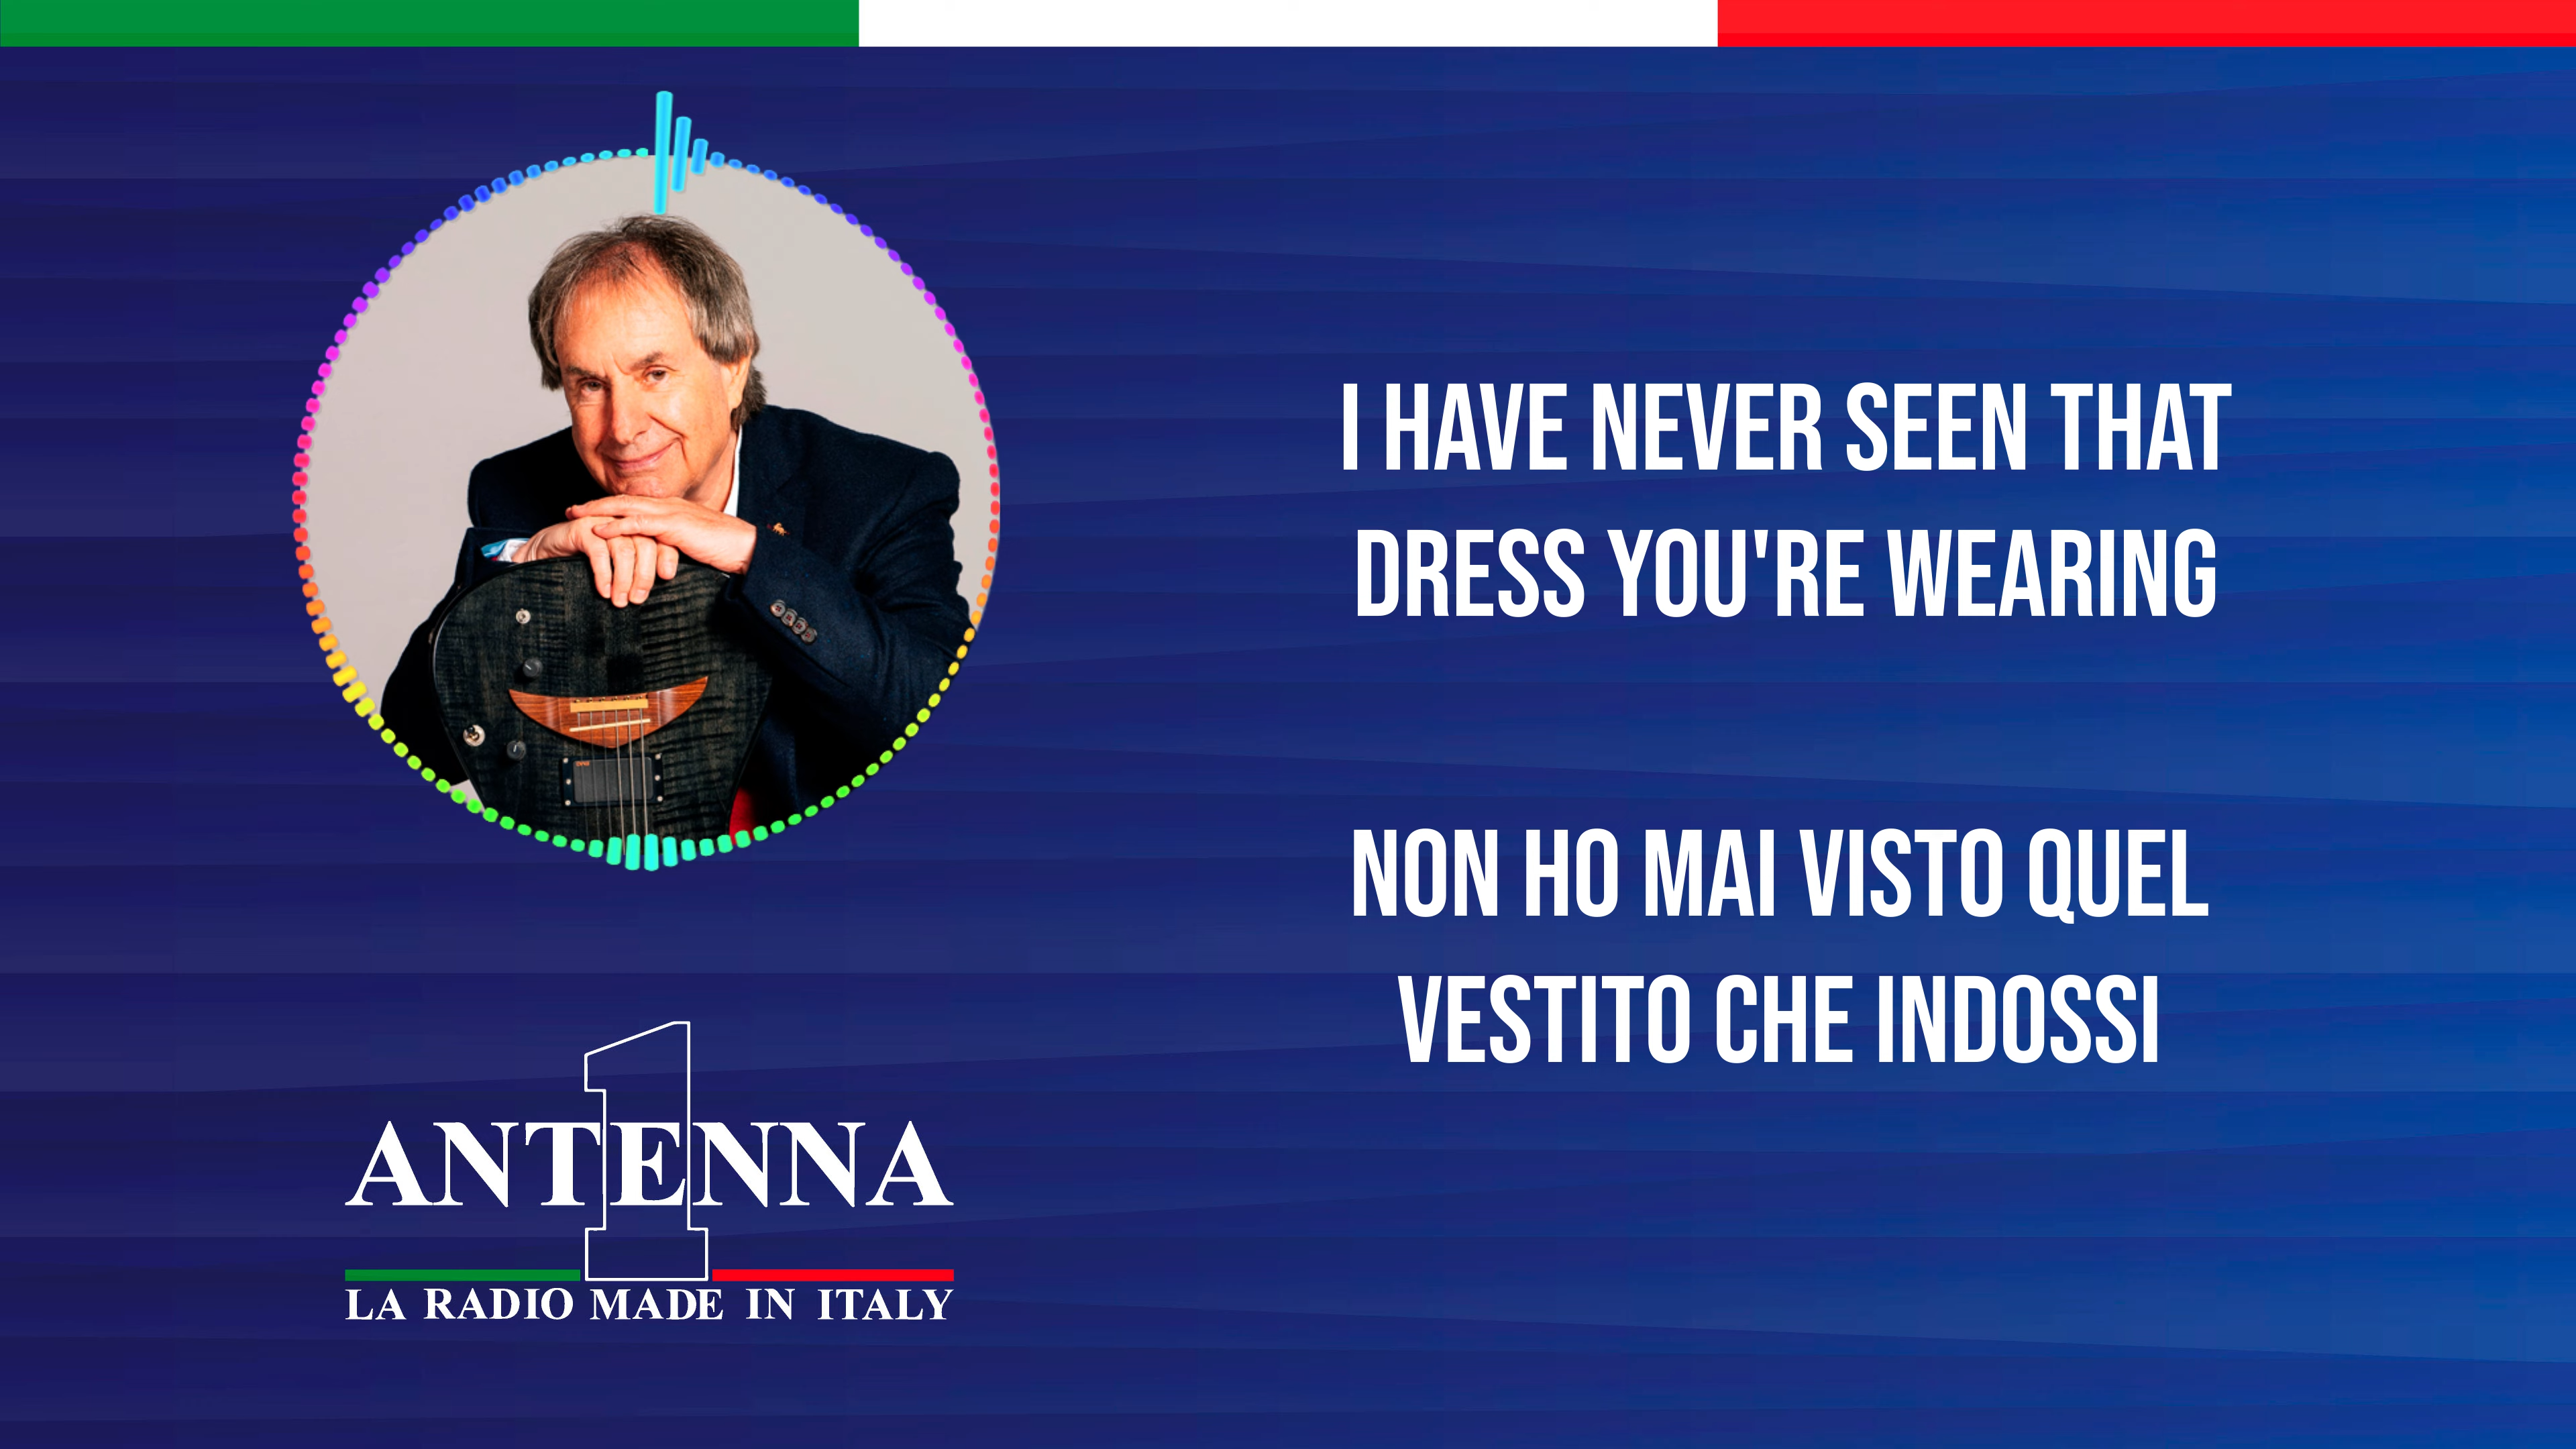 I HAVE NEVER SEEN THAT
DRESS YOU'RE WEARING
NON HO MAI VISTO QUEL
VESTITO CHE INDOSSI
1
ANTENNA
LA RADIO MADE IN ITALY